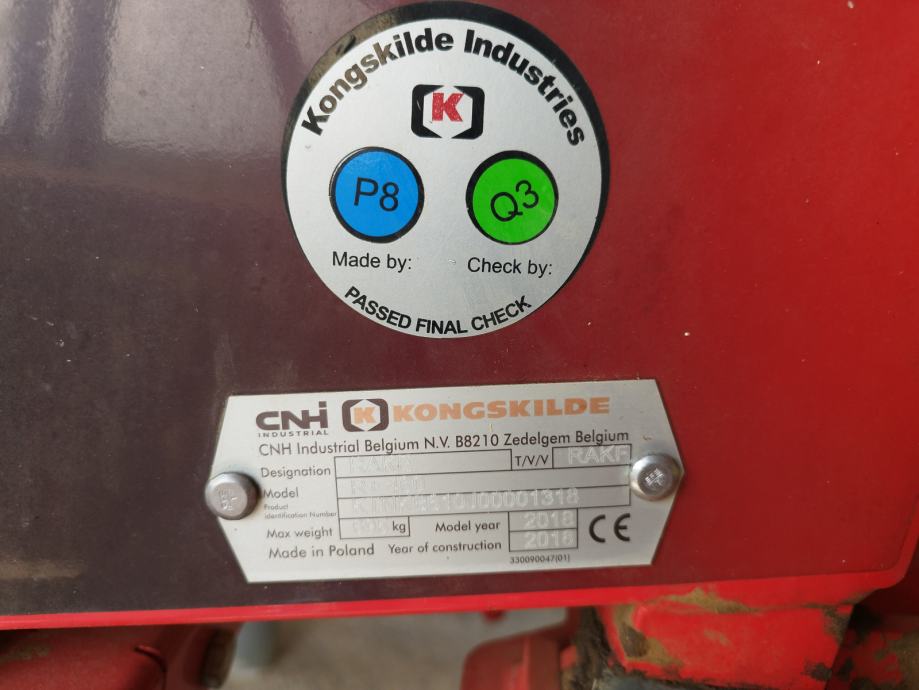 Kongskilde Industries
K
P8 Q3
Made by: Check by:
PASSED FINAL CHECK
CNHi INDUSTRIAL K KONGSKILDE
CNH Industrial Belgium N.V. B8210 Zedelgem Belgium
Designation T/V/V RAKF
Model
Product Identification Number
Max weight kg Model year 2018
Made in Poland Year of construction 2018
330090047(01)
CE